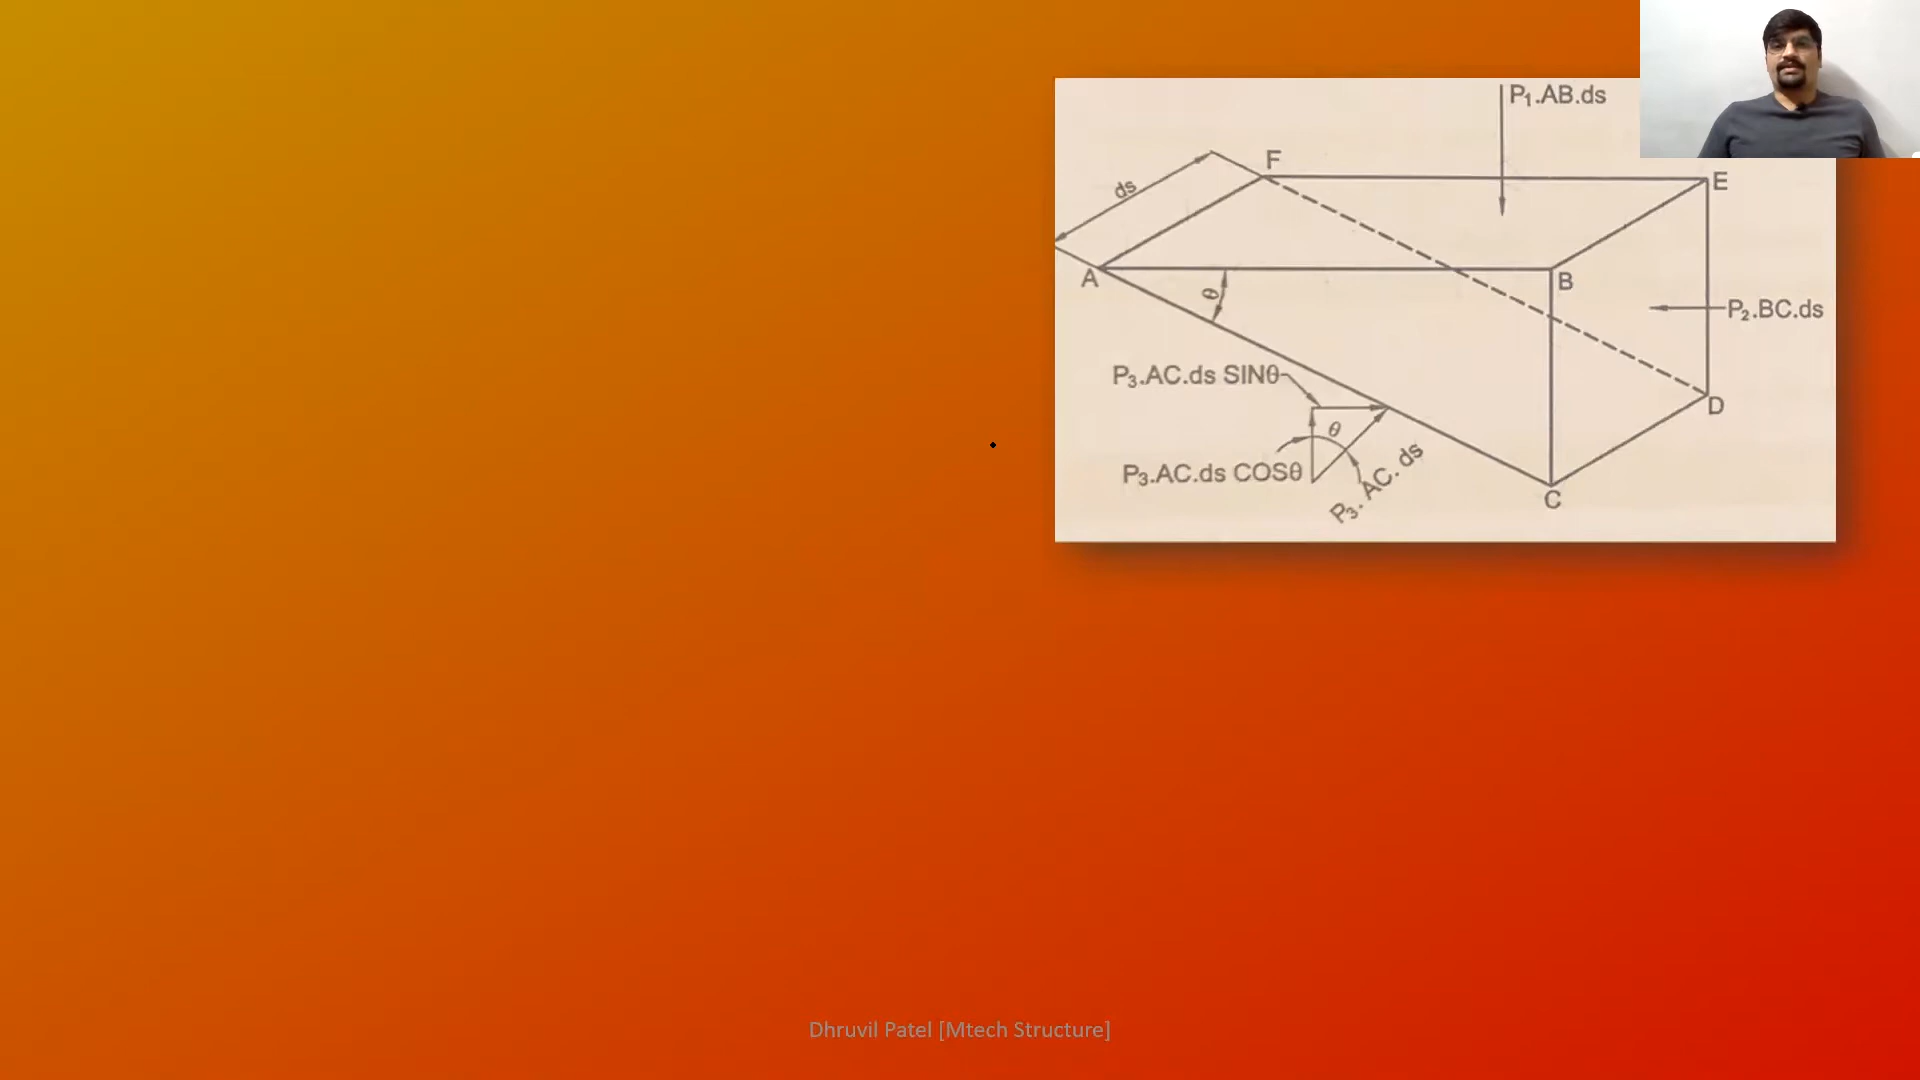 P₁.AB.ds
F
ds
E
A
B
θ
P₂.BC.ds
P₃.AC.ds SINθ
D
θ
P₃.AC.ds COSθ
P₃. AC. ds
C
Dhruvil Patel [Mtech Structure]